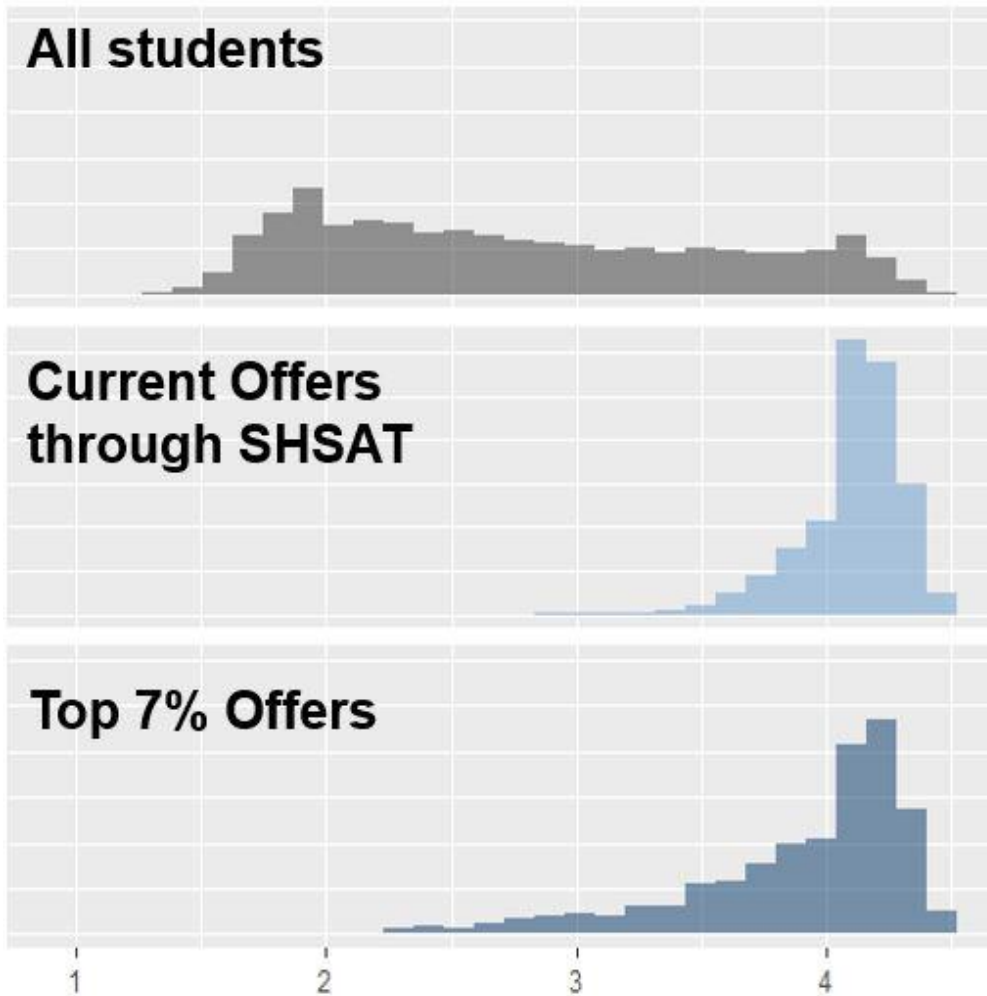 All students
Current Offers
through SHSAT
Top 7% Offers
1 2 3 4